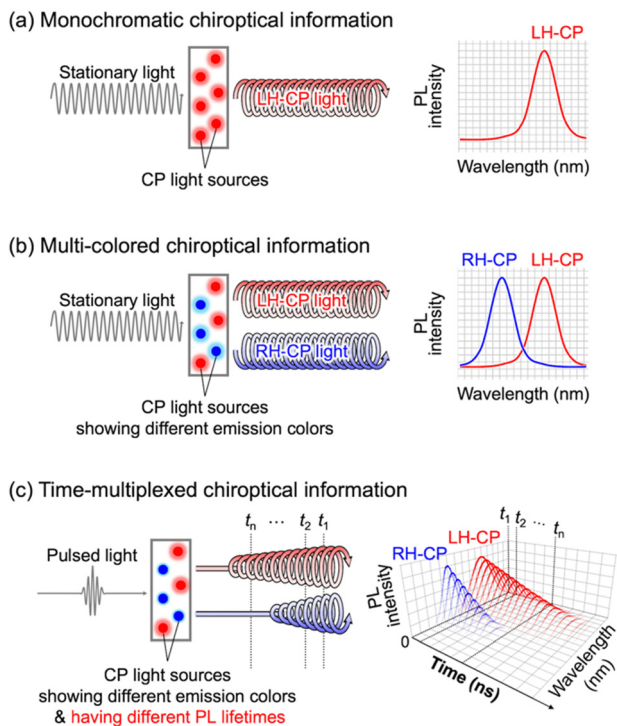 (a) Monochromatic chiroptical information
Stationary light
LH-CP light
CP light sources
LH-CP
PL
intensity
Wavelength (nm)
(b) Multi-colored chiroptical information
Stationary light
LH-CP light
RH-CP light
CP light sources
showing different emission colors
RH-CP LH-CP
PL
intensity
Wavelength (nm)
(c) Time-multiplexed chiroptical information
Pulsed light
tn ··· t2 t1
CP light sources
showing different emission colors
& having different PL lifetimes
t1 t2 ··· tn
LH-CP
RH-CP
PL
intensity
0
Time (ns)
Wavelength
(nm)